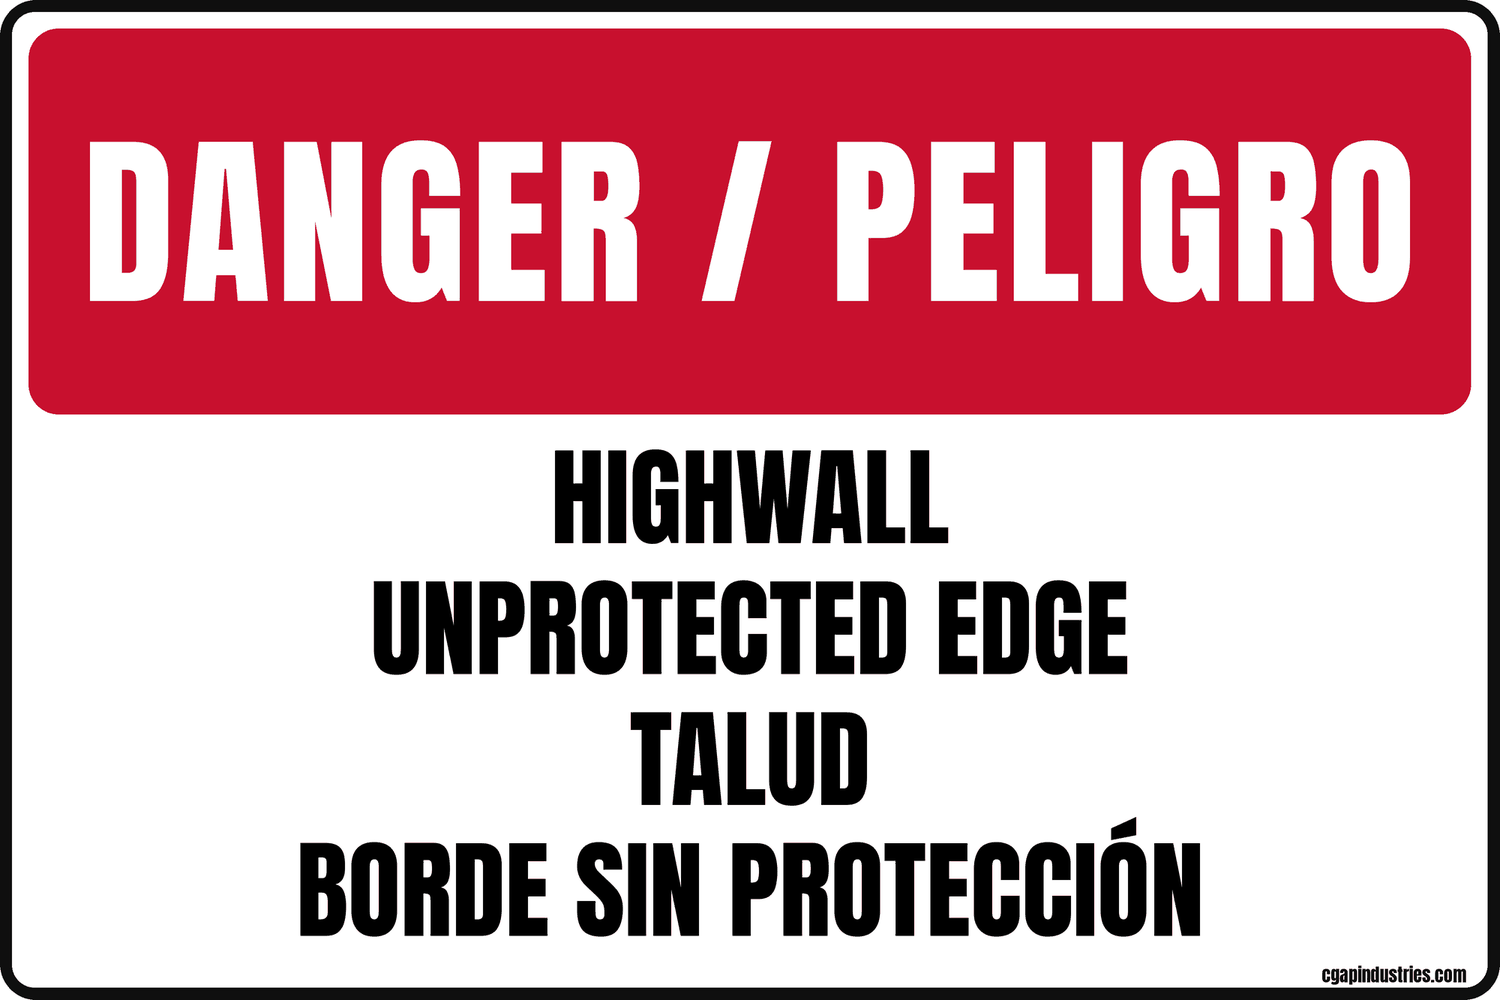 DANGER / PELIGRO
HIGHWALL
UNPROTECTED EDGE
TALUD
BORDE SIN PROTECCIÓN
cgapindustries.com